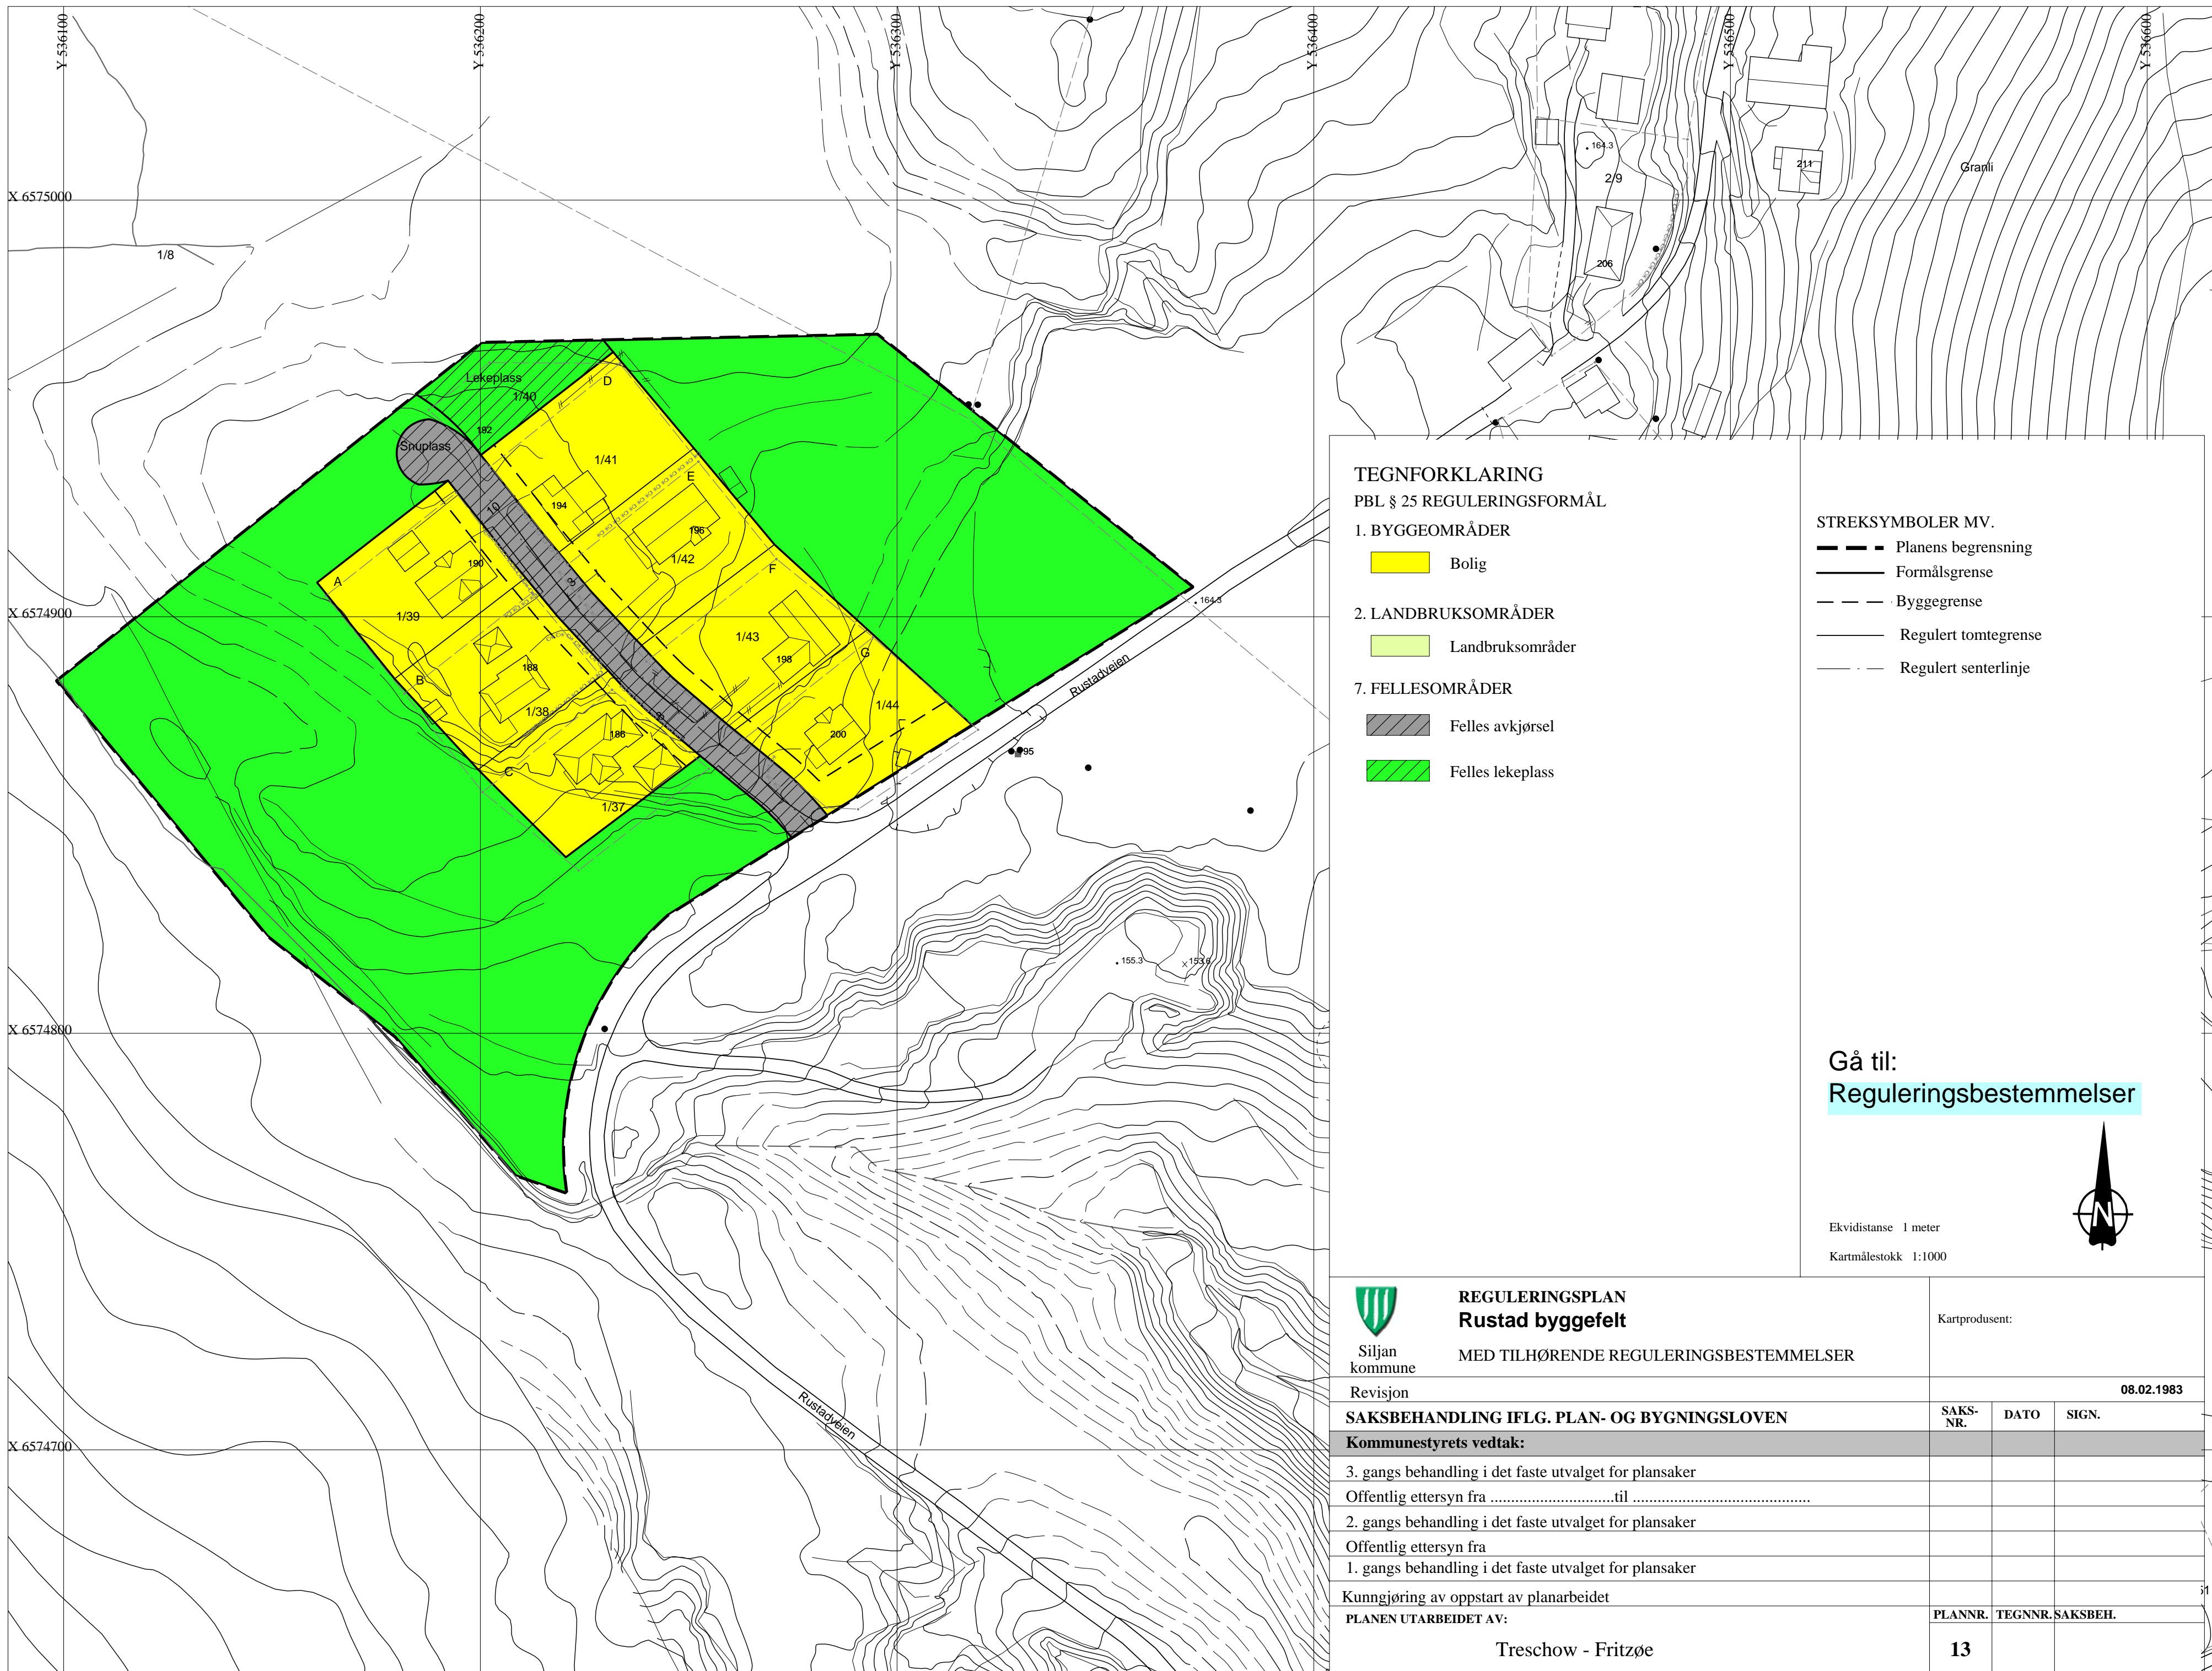 Y 536100
Y 536200
Y 536300
Y 536400
Y 536500
Y 536600
X 6575000
X 6574900
X 6574800
X 6574700
1/8
164.3
2/9
211
Granli
206
Lekeplass
1/40
D
192
Snuplass
1/41
E
10
194
196
1/42
A
190
F
3
1/39
164.3
1/43
G
198
188
B
Rustadveien
1/38
1/44
186
200
95
C
1/37
155.3
153.6
Rustadveien
TEGNFORKLARING
PBL § 25 REGULERINGSFORMÅL
1. BYGGEOMRÅDER
Bolig
2. LANDBRUKSOMRÅDER
Landbruksområder
7. FELLESOMRÅDER
Felles avkjørsel
Felles lekeplass
STREKSYMBOLER MV.
Planens begrensning
Formålsgrense
Byggegrense
Regulert tomtegrense
Regulert senterlinje
Gå til:
Reguleringsbestemmelser
N
Ekvidistanse 1 meter
Kartmålestokk 1:1000
Siljan
kommune
REGULERINGSPLAN
Rustad byggefelt
MED TILHØRENDE REGULERINGSBESTEMMELSER
Kartprodusent:
Revisjon 08.02.1983
SAKSBEHANDLING IFLG. PLAN- OG BYGNINGSLOVEN
SAKS-
NR. DATO SIGN.
Kommunestyrets vedtak:
3. gangs behandling i det faste utvalget for plansaker
Offentlig ettersyn fra ..............................til ...........................................
2. gangs behandling i det faste utvalget for plansaker
Offentlig ettersyn fra
1. gangs behandling i det faste utvalget for plansaker
Kunngjøring av oppstart av planarbeidet
PLANEN UTARBEIDET AV:
Treschow - Fritzøe
PLANNR. TEGNNR. SAKSBEH.
13